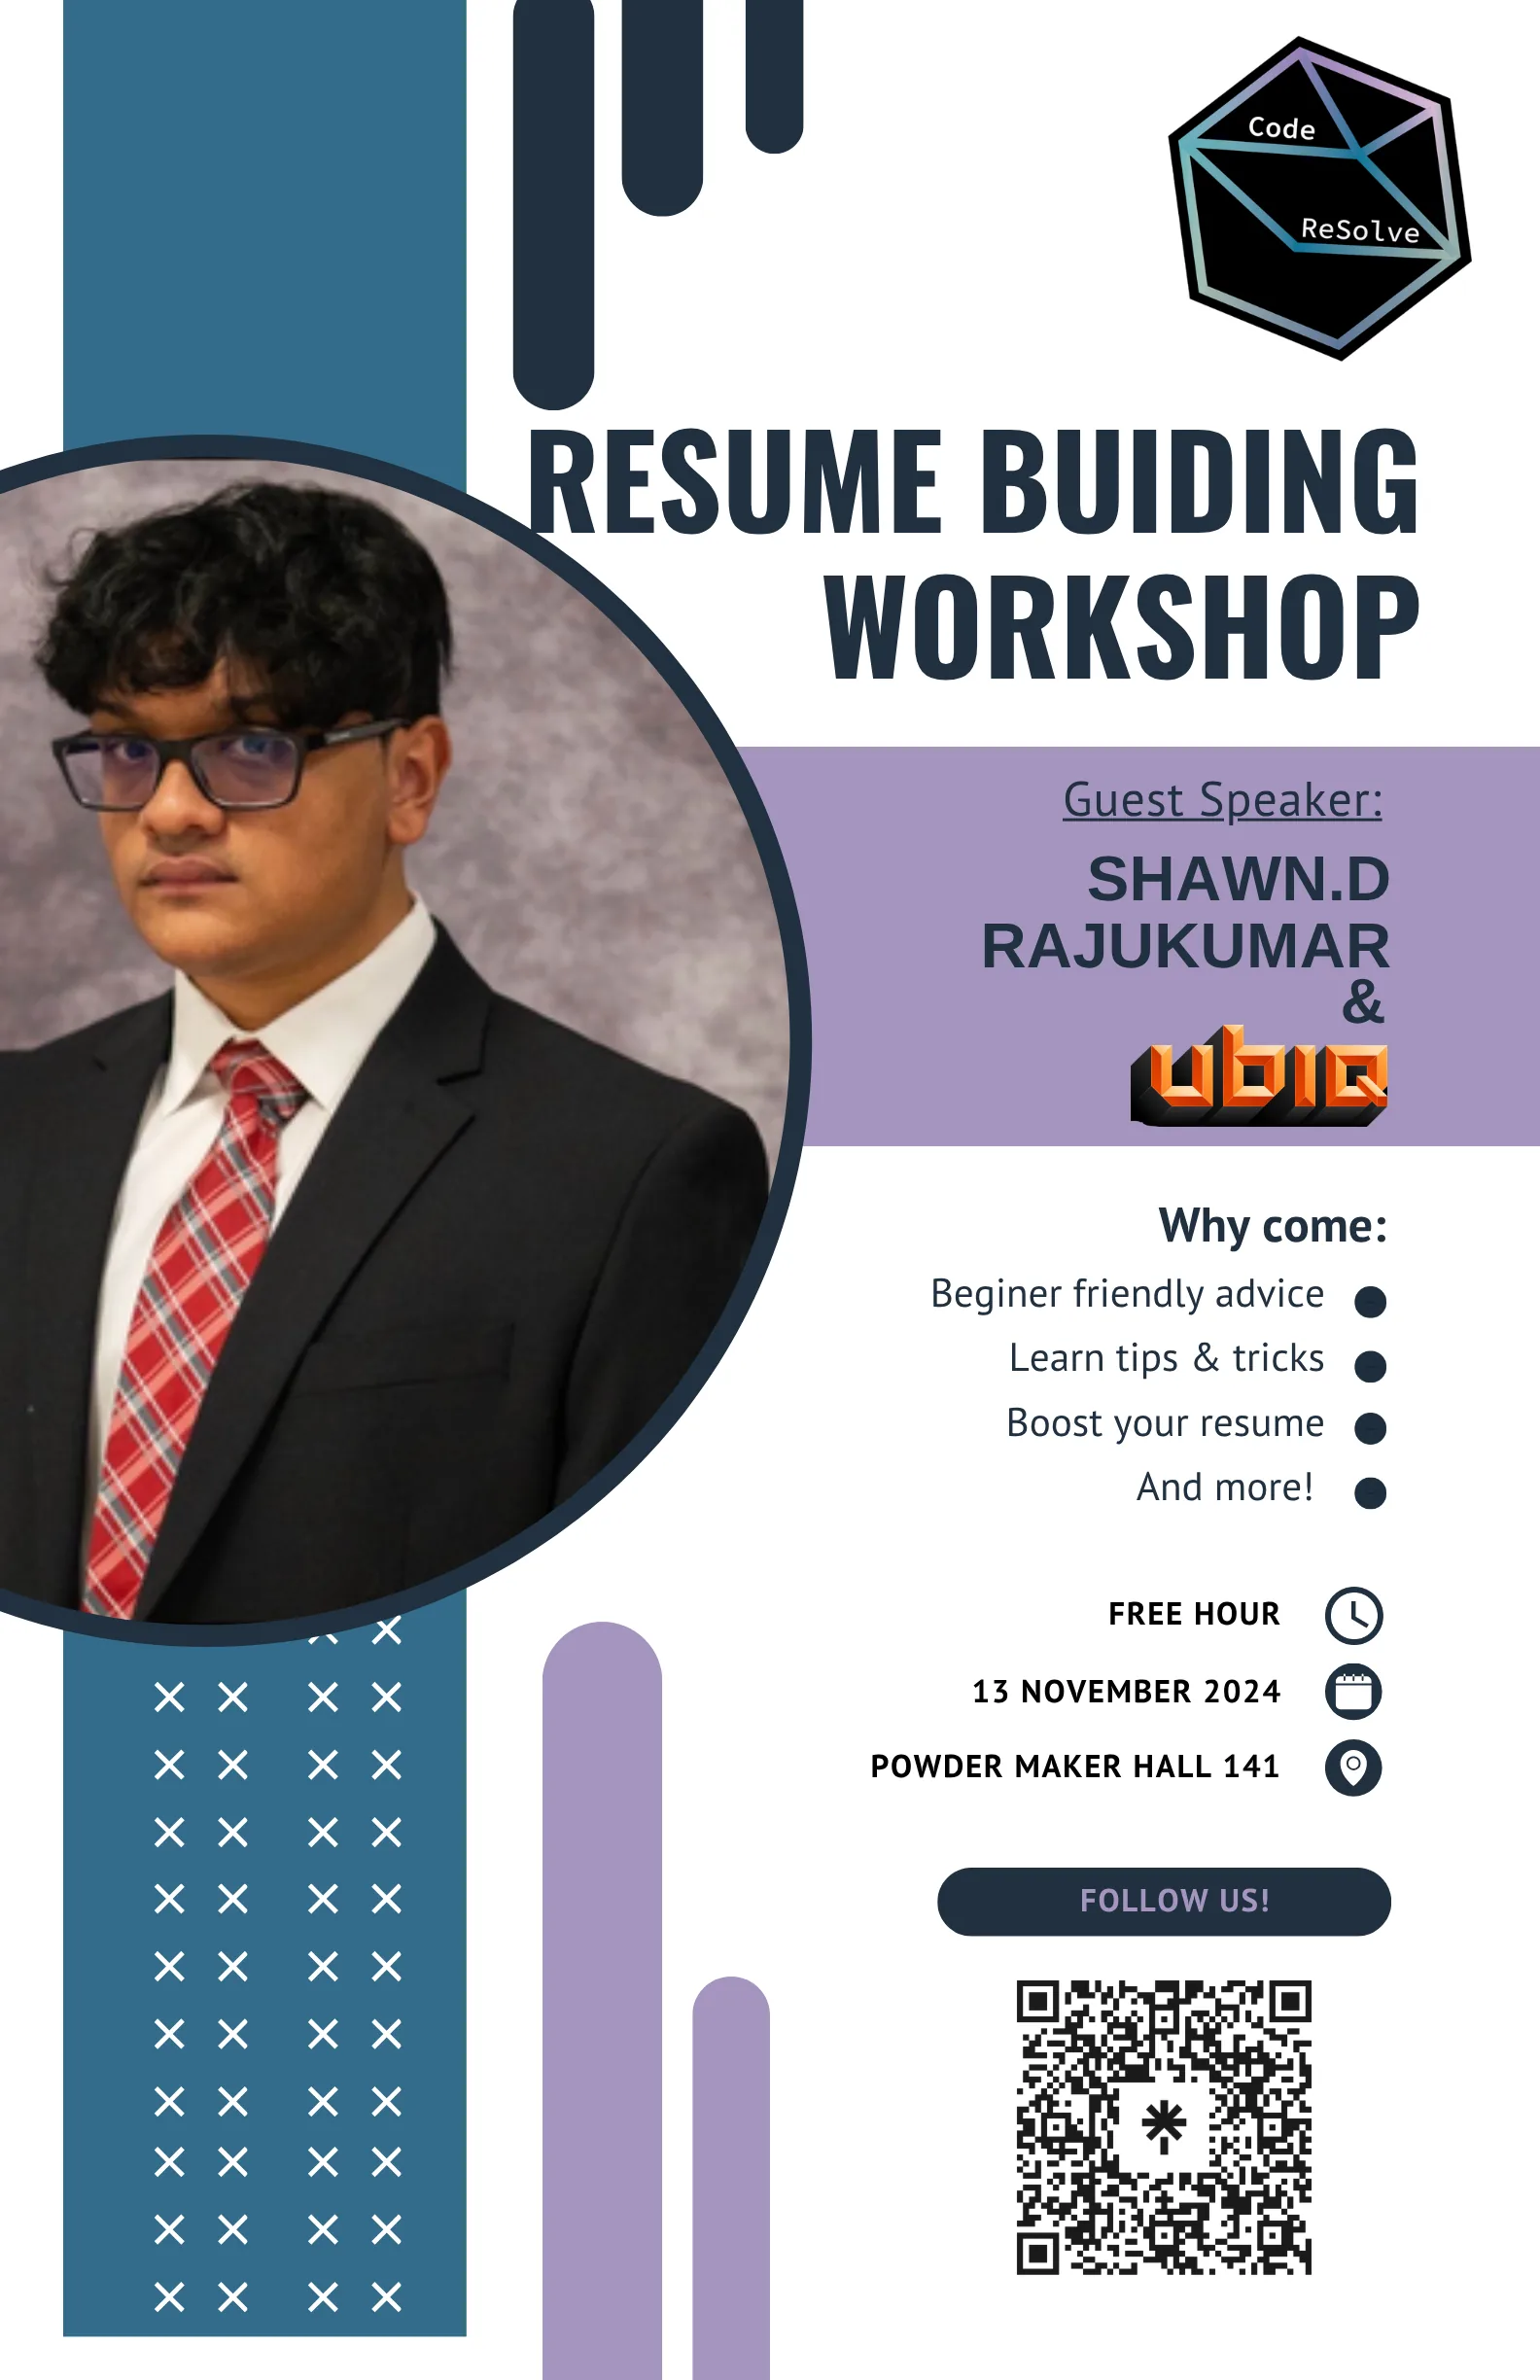 Code
ReSolve
RESUME BUIDING
WORKSHOP
Guest Speaker:
SHAWN.D
RAJUKUMAR
&
ubiq
Why come:
Beginer friendly advice
Learn tips & tricks
Boost your resume
And more!
FREE HOUR
13 NOVEMBER 2024
POWDER MAKER HALL 141
FOLLOW US!